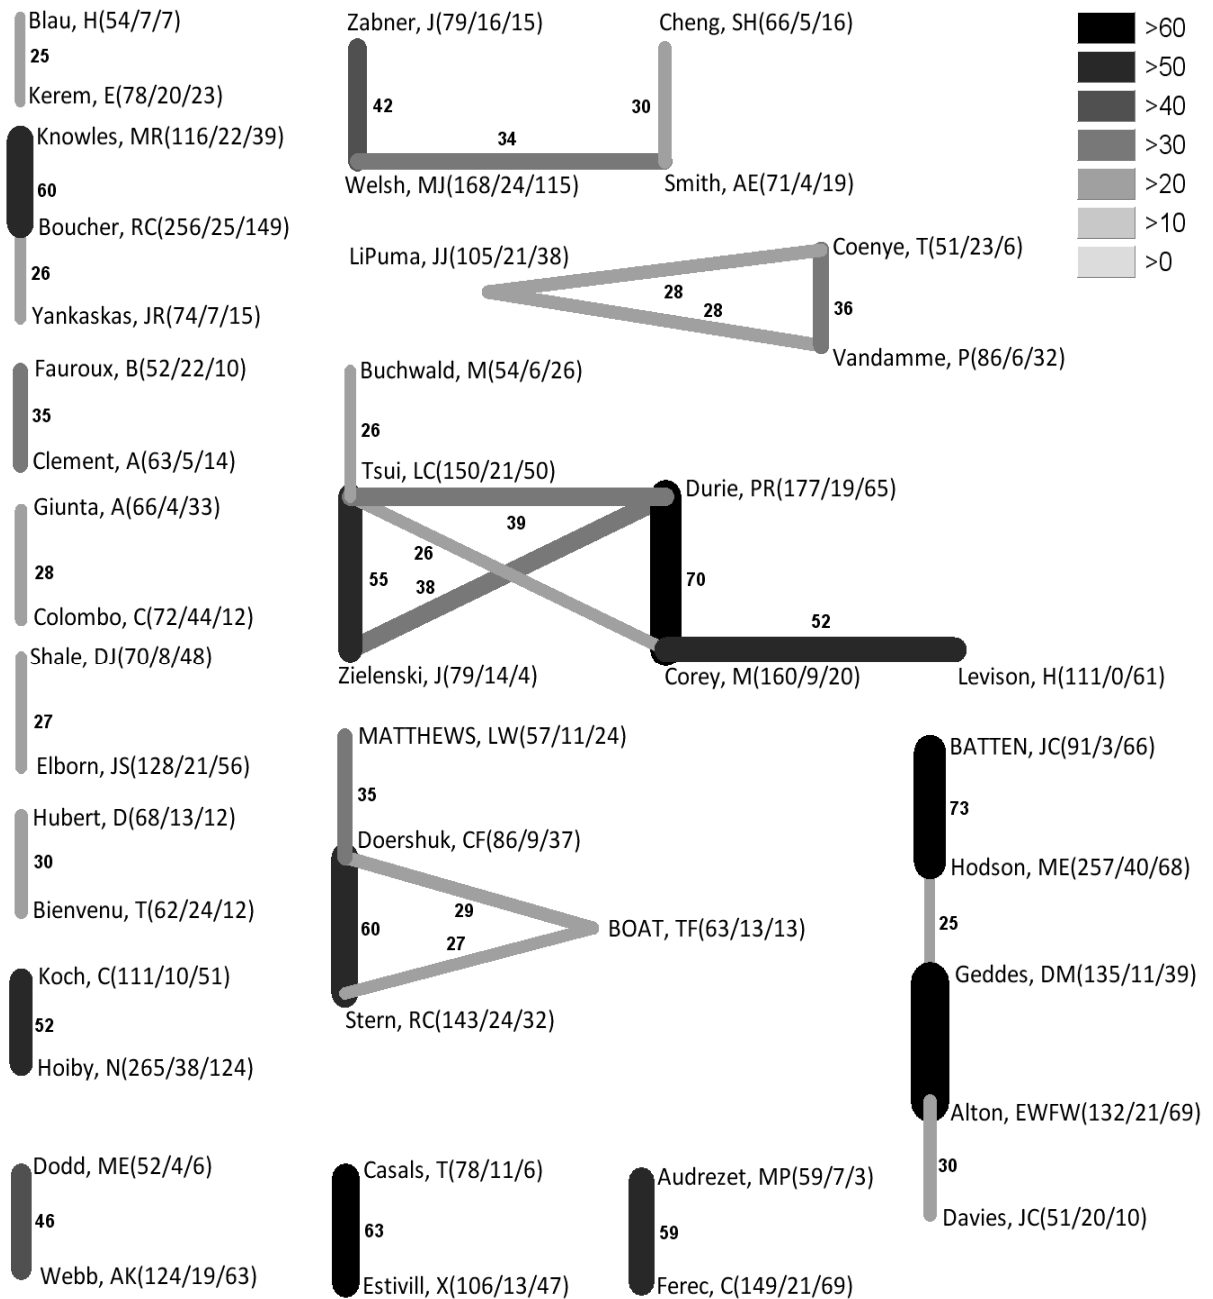 Blau, H(54/7/7)
25
Kerem, E(78/20/23)
Knowles, MR(116/22/39)
60
Boucher, RC(256/25/149)
26
Yankaskas, JR(74/7/15)
Fauroux, B(52/22/10)
35
Clement, A(63/5/14)
Giunta, A(66/4/33)
28
Colombo, C(72/44/12)
Shale, DJ(70/8/48)
27
Elborn, JS(128/21/56)
Hubert, D(68/13/12)
30
Bienvenu, T(62/24/12)
Koch, C(111/10/51)
52
Hoiby, N(265/38/124)
Dodd, ME(52/4/6)
46
Webb, AK(124/19/63)
Zabner, J(79/16/15)
Cheng, SH(66/5/16)
42
30
34
Welsh, MJ(168/24/115)
Smith, AE(71/4/19)
LiPuma, JJ(105/21/38)
Coenye, T(51/23/6)
28
28
36
Vandamme, P(86/6/32)
Buchwald, M(54/6/26)
26
Tsui, LC(150/21/50)
Durie, PR(177/19/65)
39
26
55
38
70
52
Zielenski, J(79/14/4)
Corey, M(160/9/20)
Levison, H(111/0/61)
MATTHEWS, LW(57/11/24)
35
Doershuk, CF(86/9/37)
29
60
27
BOAT, TF(63/13/13)
Stern, RC(143/24/32)
BATTEN, JC(91/3/66)
73
Hodson, ME(257/40/68)
25
Geddes, DM(135/11/39)
Alton, EWFW(132/21/69)
30
Davies, JC(51/20/10)
Casals, T(78/11/6)
63
Estivill, X(106/13/47)
Audrezet, MP(59/7/3)
59
Ferec, C(149/21/69)
>60
>50
>40
>30
>20
>10
>0